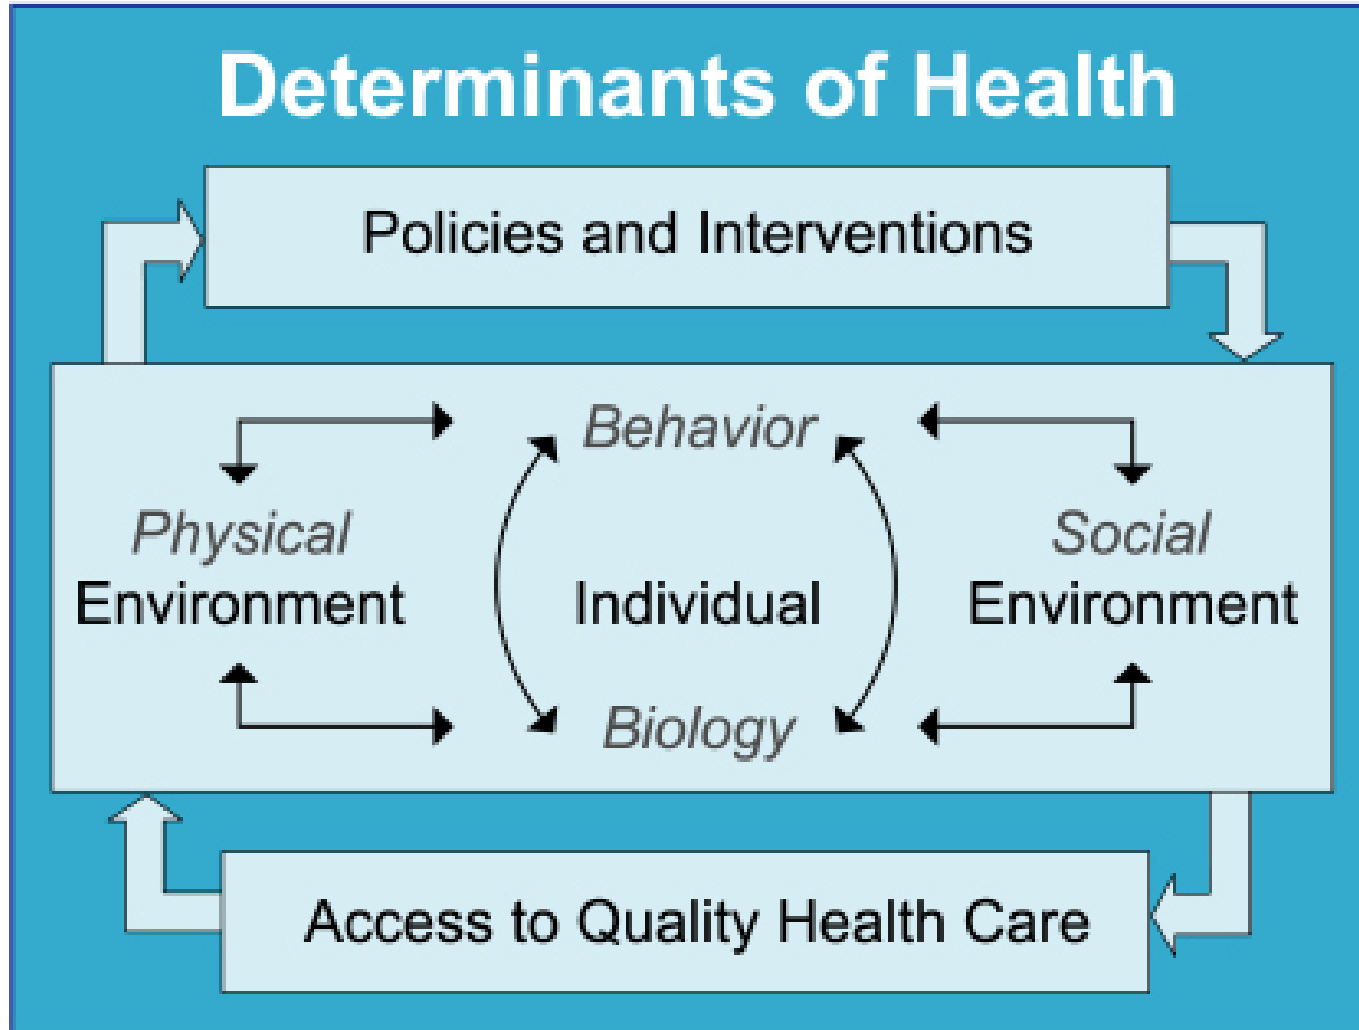 Determinants of Health
Policies and Interventions
Behavior
Physical
Environment
Individual
Social
Environment
Biology
Access to Quality Health Care